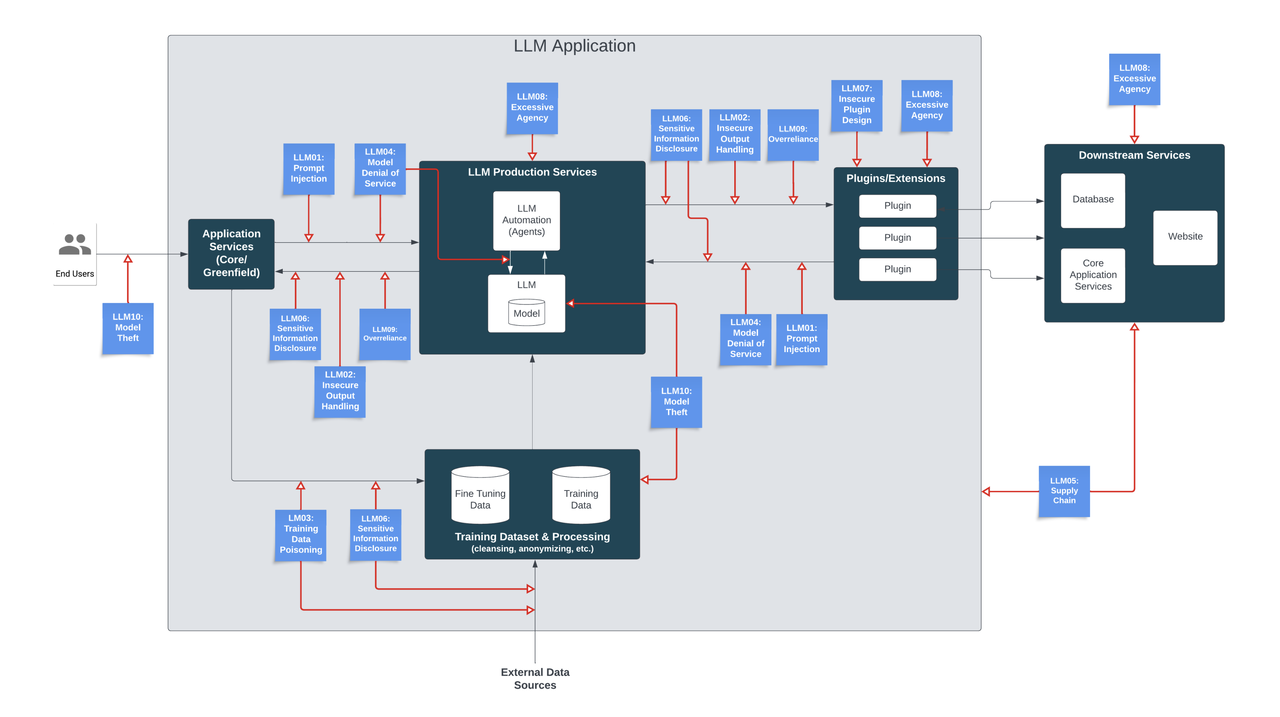 LLM Application
LLM08:
Excessive
Agency
LLM08:
Excessive
Agency
LLM07:
Insecure
Plugin
Design
LLM08:
Excessive
Agency
LLM06:
Sensitive
Information
Disclosure
LLM02:
Insecure
Output
Handling
LLM09:
Overreliance
LLM01:
Prompt
Injection
LLM04:
Model
Denial of
Service
LLM Production Services
LLM
Automation
(Agents)
LLM
Model
Plugins/Extensions
Plugin
Plugin
Plugin
Downstream Services
Database
Website
Core
Application
Services
Application
Services
(Core/
Greenfield)
End Users
LLM10:
Model
Theft
LLM06:
Sensitive
Information
Disclosure
LLM02:
Insecure
Output
Handling
LLM09:
Overreliance
LLM04:
Model
Denial of
Service
LLM01:
Prompt
Injection
LLM10:
Model
Theft
Fine Tuning
Data
Training
Data
Training Dataset & Processing
(cleansing, anonymizing, etc.)
LLM05:
Supply
Chain
LM03:
Training
Data
Poisoning
LLM06:
Sensitive
Information
Disclosure
External Data
Sources